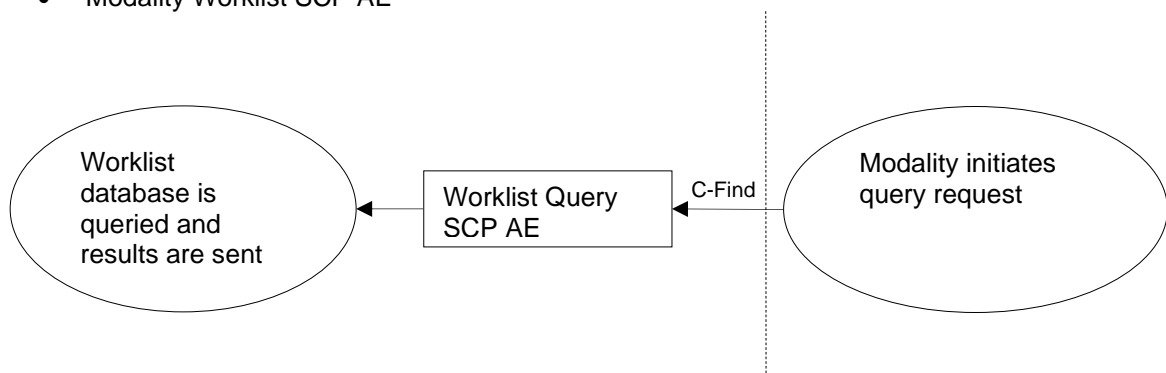 • Modality Worklist SCP AE
Worklist
database is
queried and
results are sent
Worklist Query
SCP AE
C-Find
Modality initiates
query request